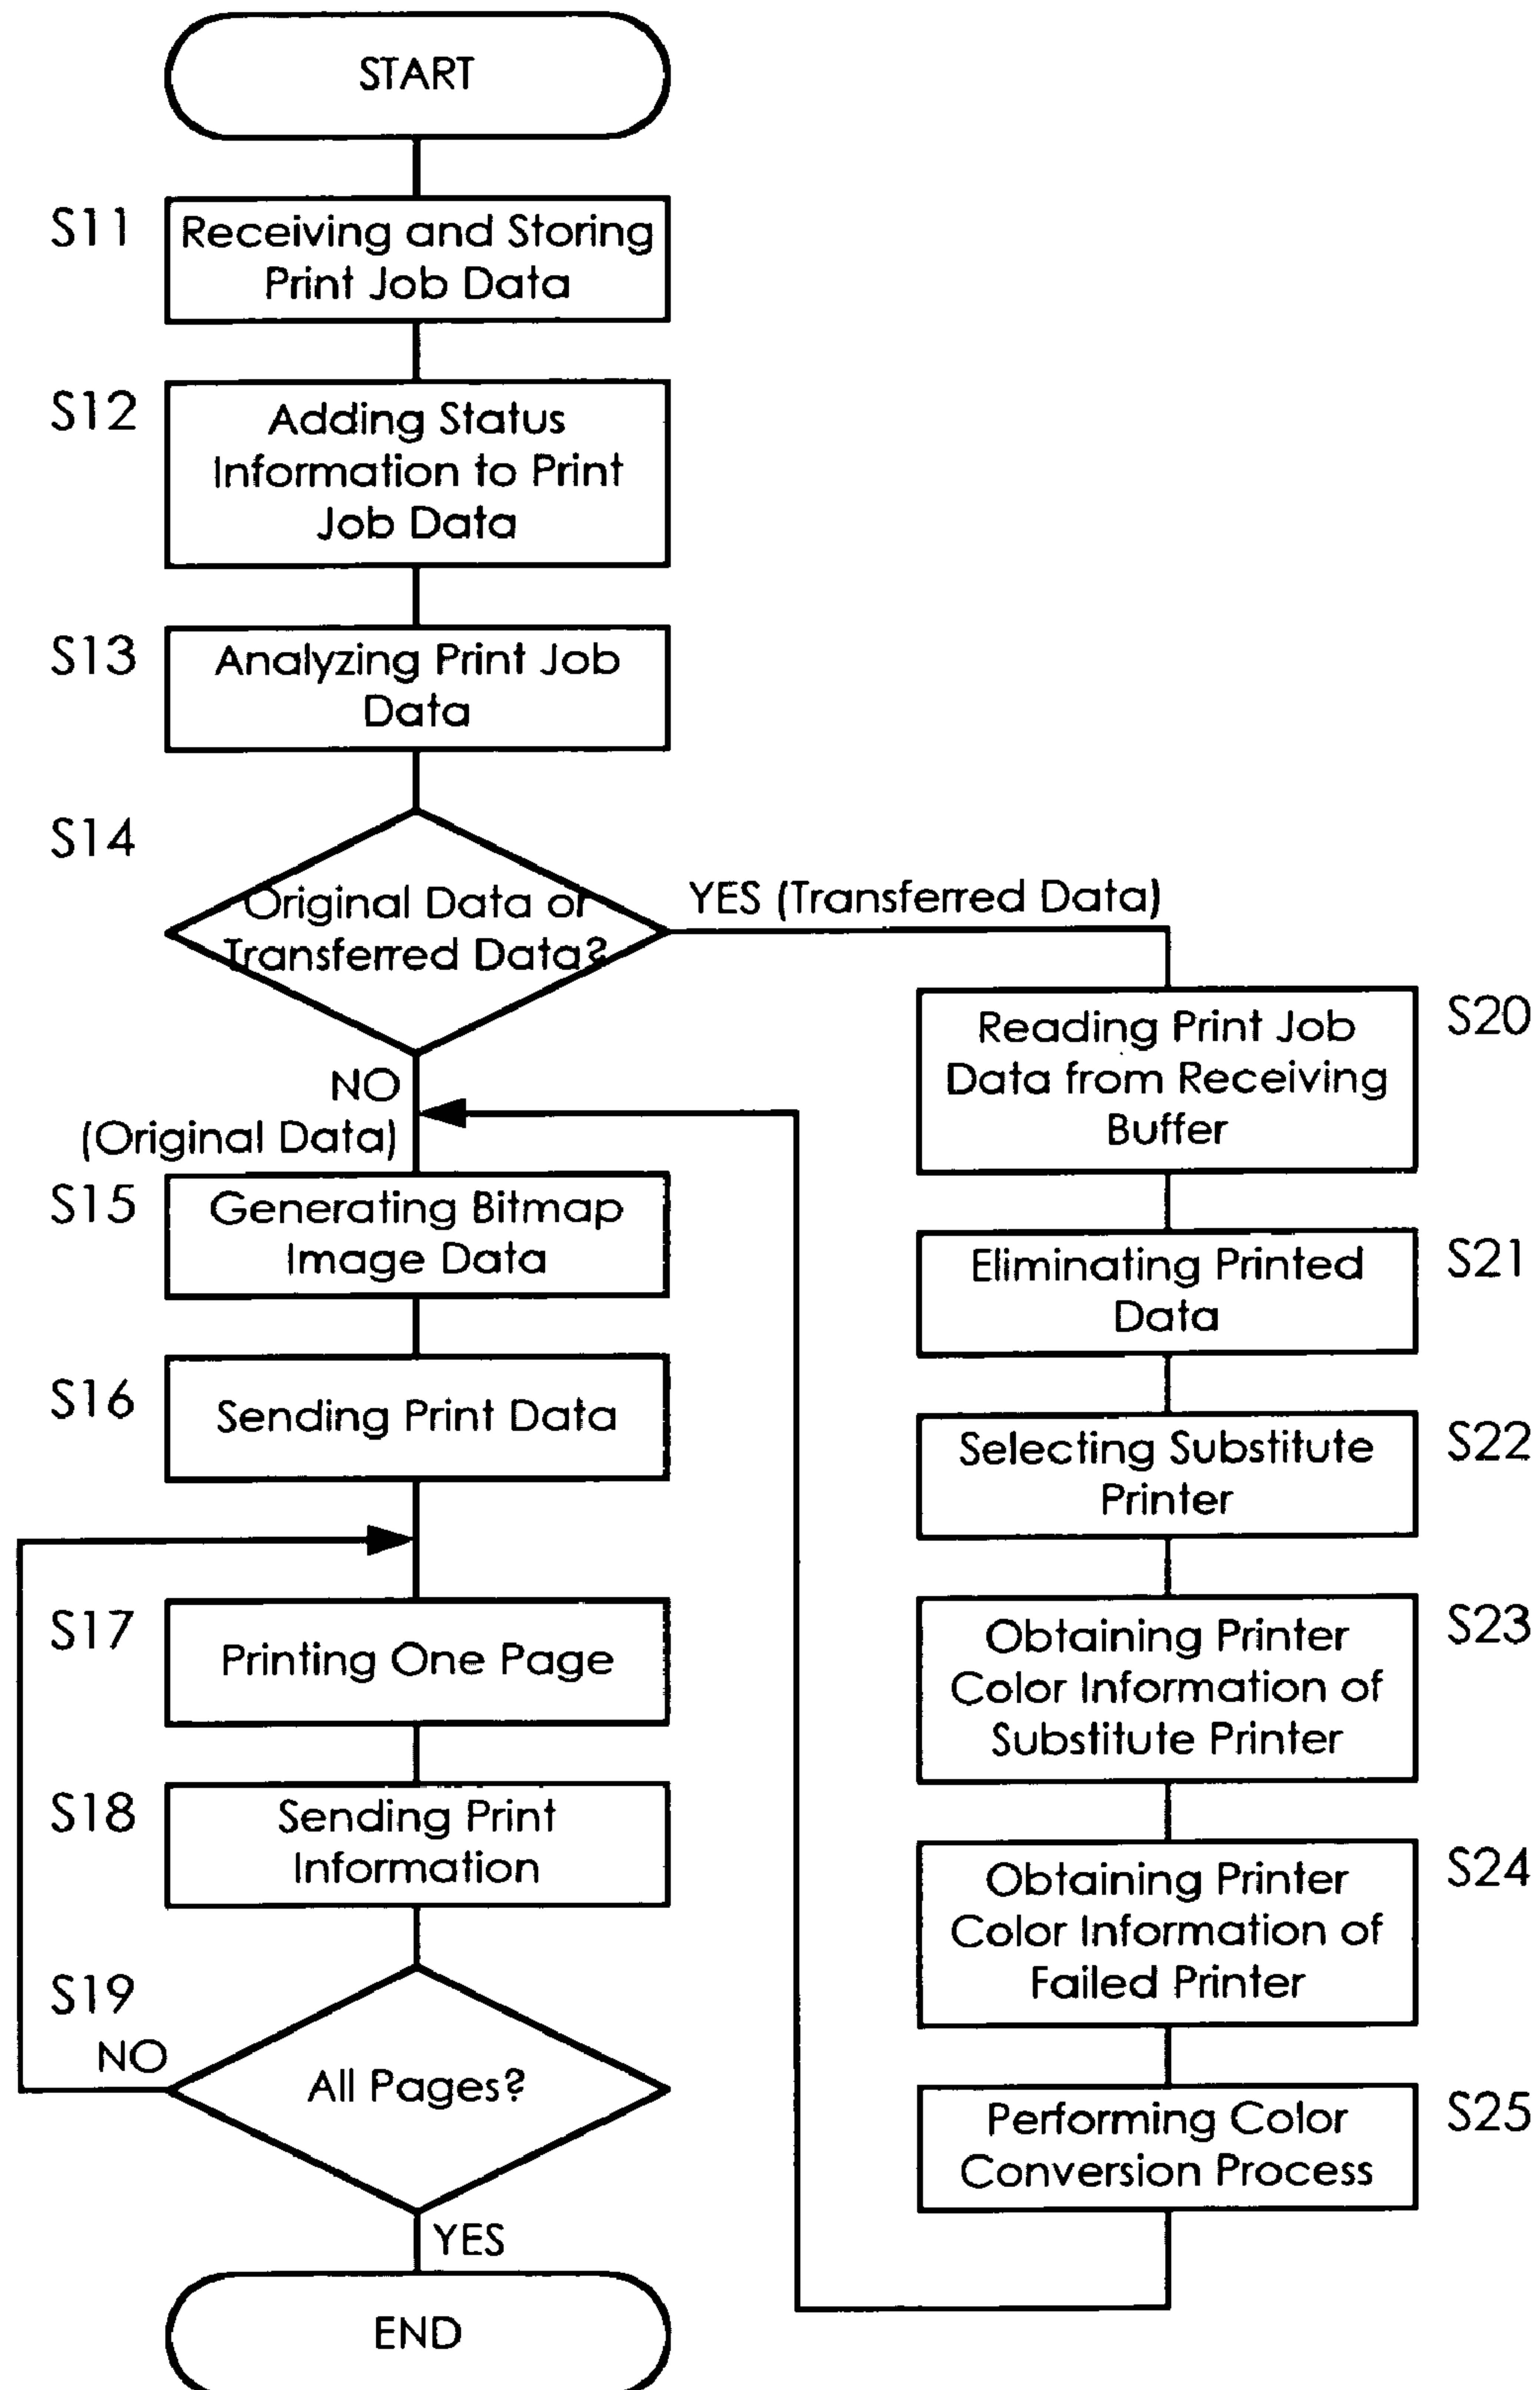 START
S11
Receiving and Storing
Print Job Data
S12
Adding Status
Information to Print
Job Data
S13
Analyzing Print Job
Data
S14
Original Data or
Transferred Data?
YES (Transferred Data)
NO
(Original Data)
S15
Generating Bitmap
Image Data
S16
Sending Print Data
S17
Printing One Page
S18
Sending Print
Information
S19
NO
All Pages?
YES
END
Reading Print Job
Data from Receiving
Buffer
S20
Eliminating Printed
Data
S21
Selecting Substitute
Printer
S22
Obtaining Printer
Color Information of
Substitute Printer
S23
Obtaining Printer
Color Information of
Failed Printer
S24
Performing Color
Conversion Process
S25